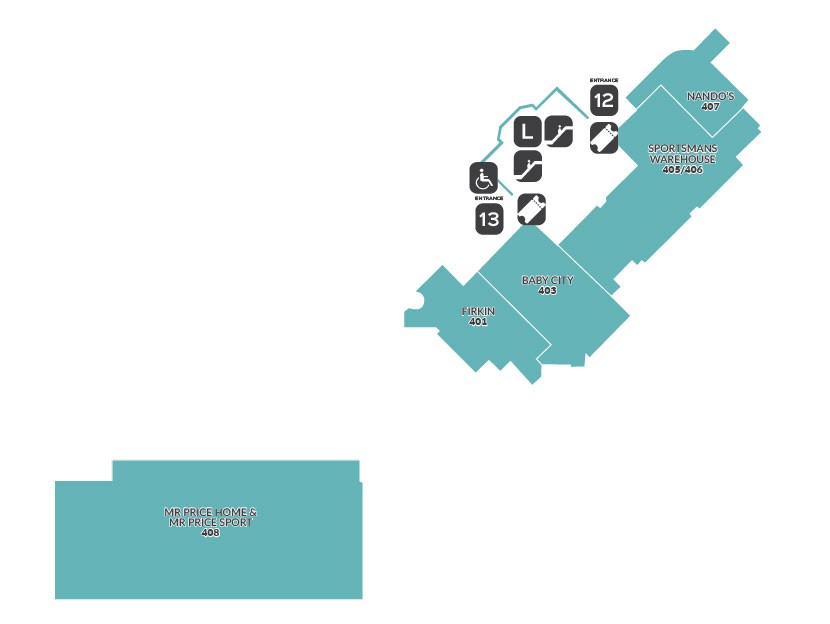 ENTRANCE
12
NANDO'S
407
L
SPORTSMANS
WAREHOUSE
405/406
ENTRANCE
13
BABY CITY
403
FIRKIN
401
MR PRICE HOME &
MR PRICE SPORT
408